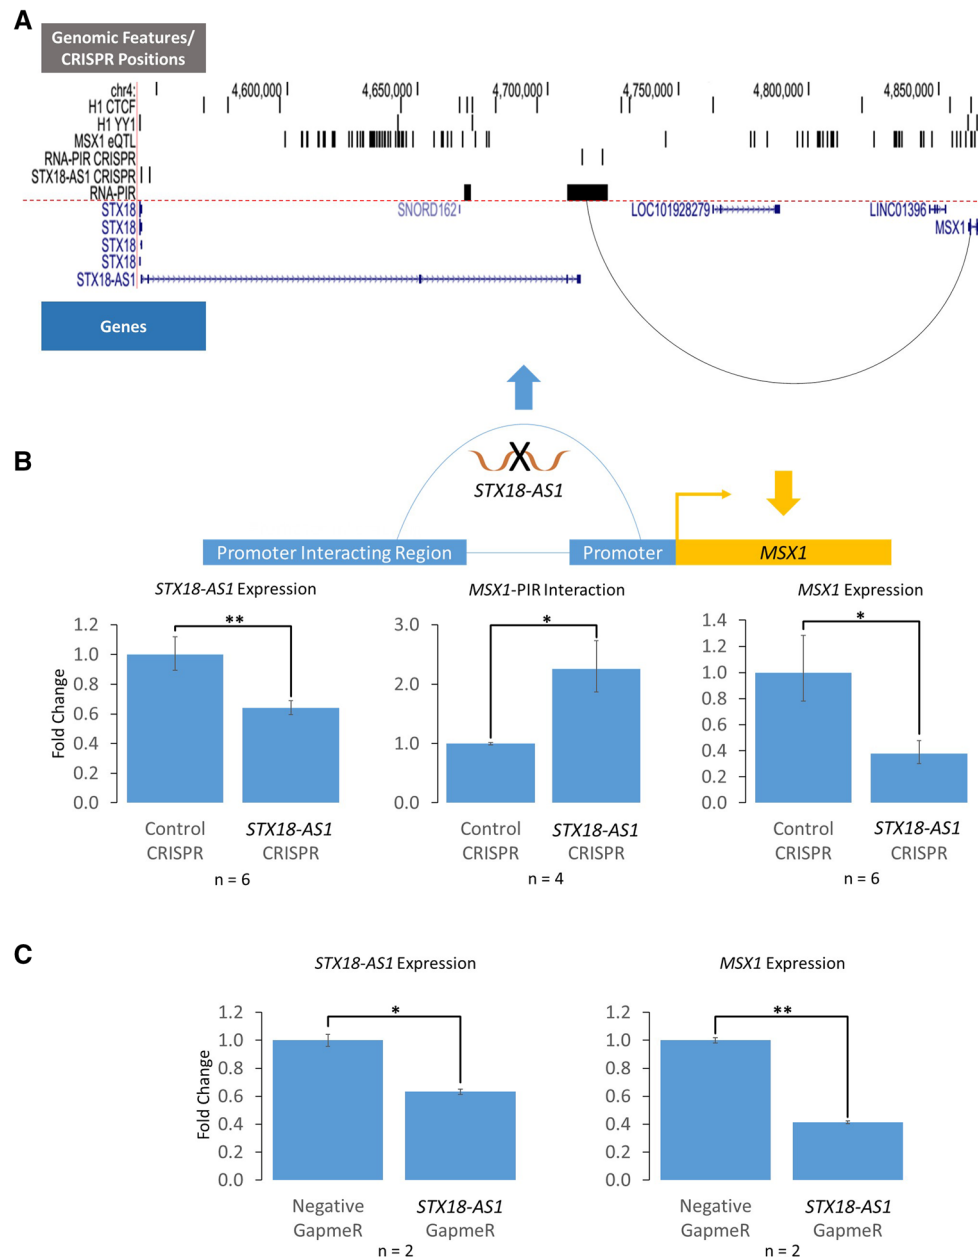 A
Genomic Features/
CRISPR Positions
chr4:
4,600,000
4,650,000
4,700,000
4,750,000
4,800,000
4,850,000
H1 CTCF
H1 YY1
MSX1 eQTL
RNA-PIR CRISPR
STX18-AS1 CRISPR
RNA-PIR
STX18
SNORD162
LOC101928279
LINC01396
STX18
MSX1
STX18
STX18
STX18-AS1
Genes
B
X
STX18-AS1
Promoter Interacting Region
Promoter
MSX1
STX18-AS1 Expression
MSX1-PIR Interaction
MSX1 Expression
Fold Change
1.2
1.0
0.8
0.6
0.4
0.2
0.0
**
Control
CRISPR
STX18-AS1
CRISPR
n = 6
3.0
2.0
1.0
0.0
*
Control
CRISPR
STX18-AS1
CRISPR
n = 4
1.4
1.2
1.0
0.8
0.6
0.4
0.2
0.0
*
Control
CRISPR
STX18-AS1
CRISPR
n = 6
C
STX18-AS1 Expression
MSX1 Expression
Fold Change
1.2
1.0
0.8
0.6
0.4
0.2
0.0
*
Negative
GapmeR
STX18-AS1
GapmeR
n = 2
1.2
1.0
0.8
0.6
0.4
0.2
0.0
**
Negative
GapmeR
STX18-AS1
GapmeR
n = 2